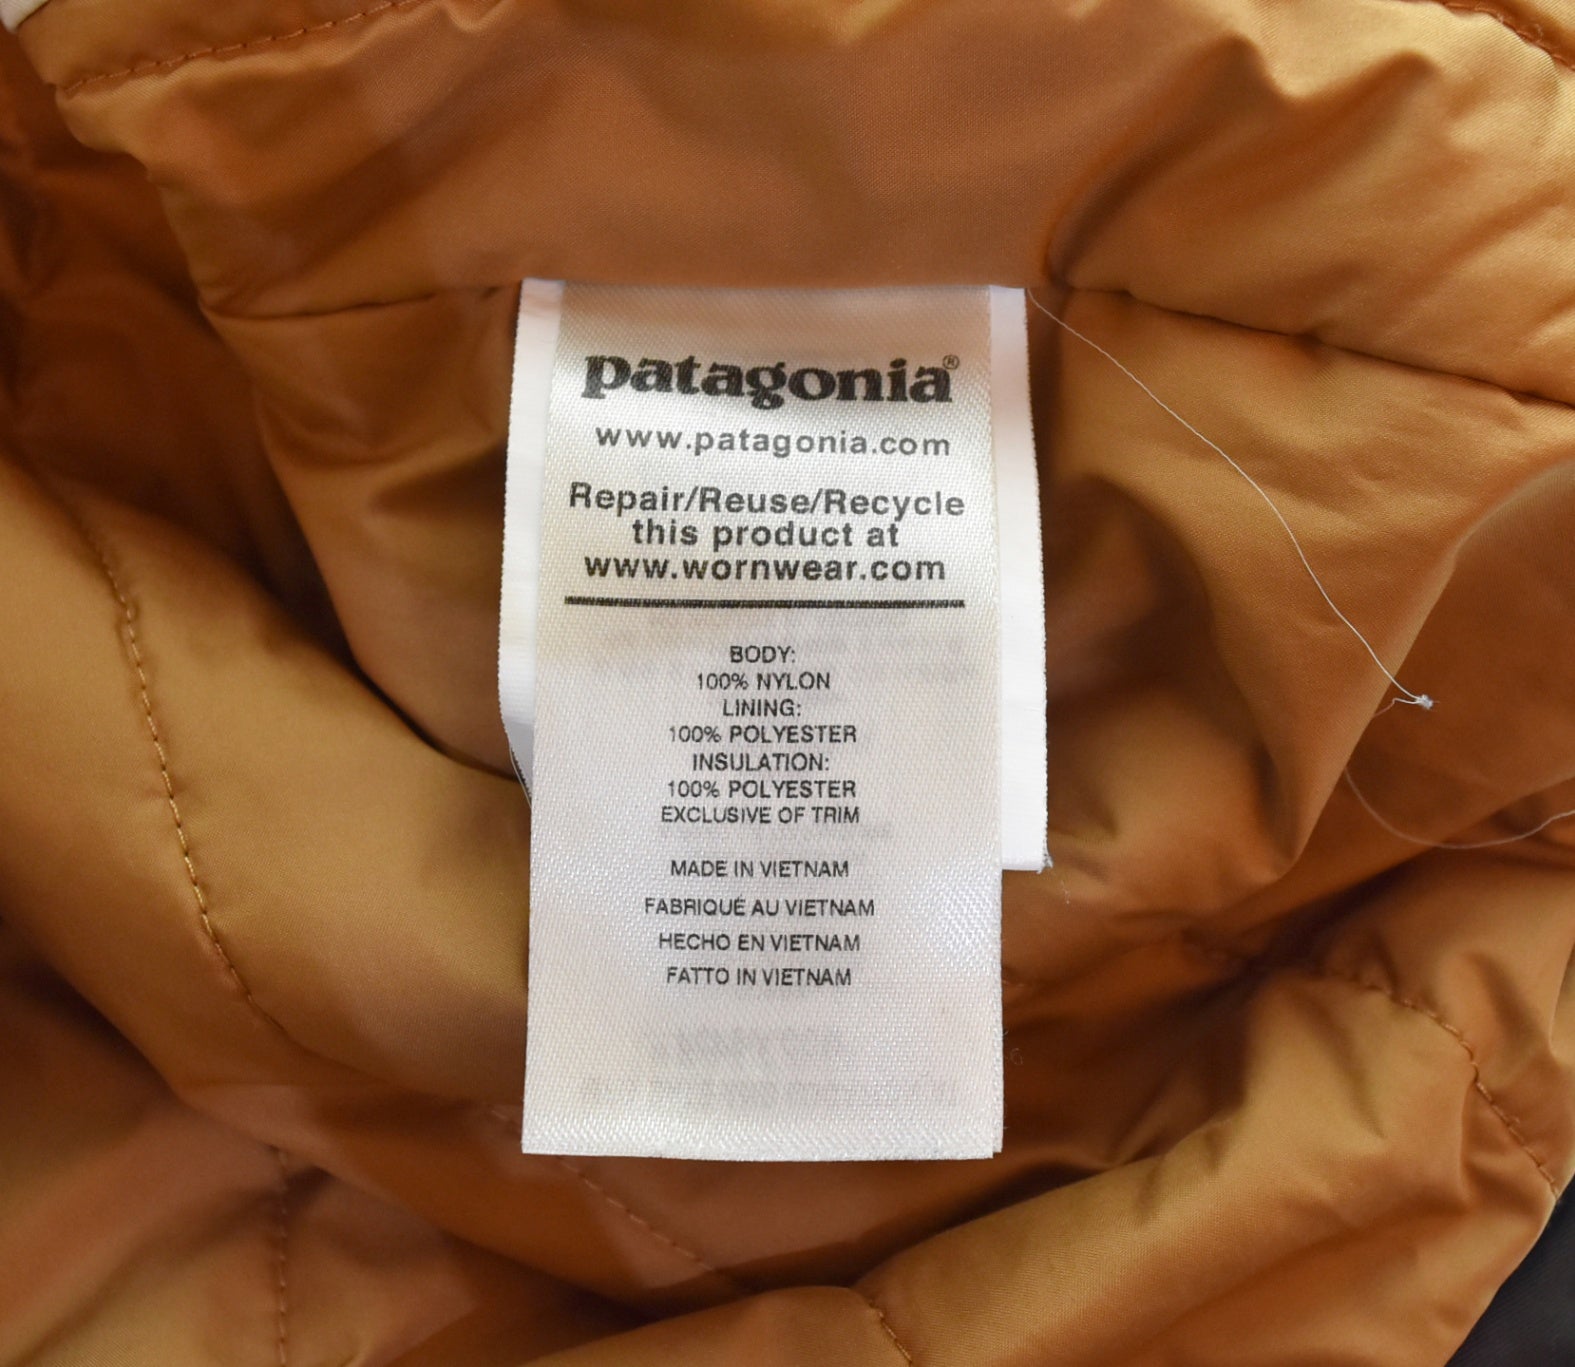 patagonia®
www.patagonia.com
Repair/Reuse/Recycle
this product at
www.wornwear.com
BODY:
100% NYLON
LINING:
100% POLYESTER
INSULATION:
100% POLYESTER
EXCLUSIVE OF TRIM
MADE IN VIETNAM
FABRIQUÉ AU VIETNAM
HECHO EN VIETNAM
FATTO IN VIETNAM